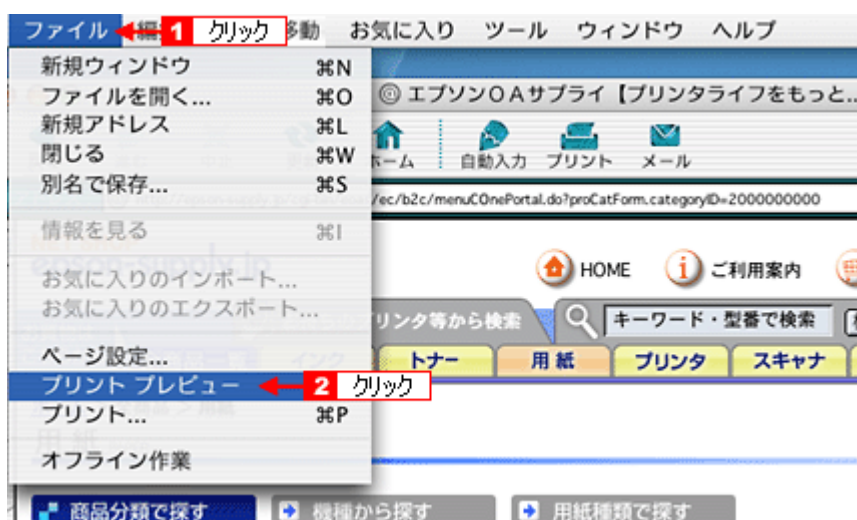 ファイル 1 クリック 移動 お気に入り ツール ウィンドウ ヘルプ
新規ウィンドウ ⌘N
ファイルを開く... ⌘O
新規アドレス ⌘L
閉じる ⌘W
別名で保存... ⌘S
情報を見る ⌘I
お気に入りのインポート...
お気に入りのエクスポート...
ページ設定...
プリント プレビュー 2 クリック
プリント... ⌘P
オフライン作業
@ エプソンOAサプライ【プリンタライフをもっと...
ホーム 自動入力 プリント メール
/ec/b2c/menuCOnePortal.do?proCatForm.categoryID=2000000000
HOME ご利用案内
プリンタ等から検索 キーワード・型番で検索
インク トナー 用紙 プリンタ スキャナ
商品分類で探す 機種から探す 用紙種類で探す